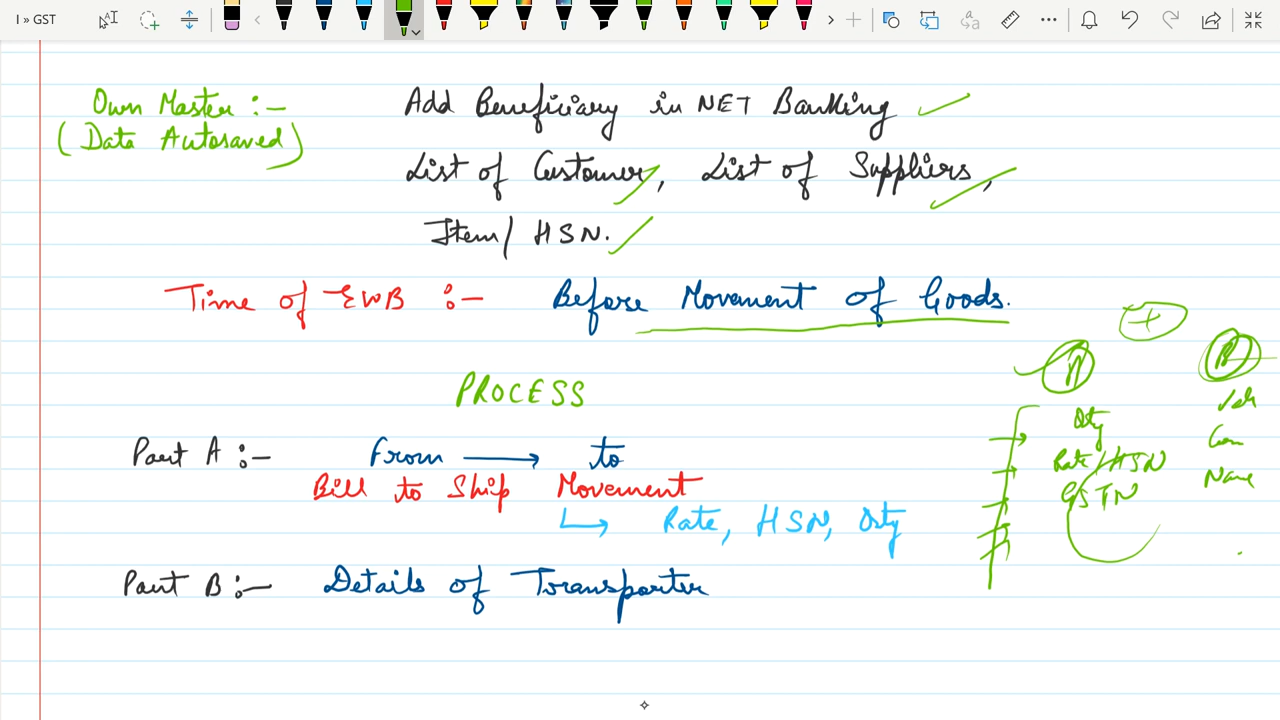 I » GST
Own Master :-
(Data Autosaved)
Add Beneficiary in NET Banking
List of Customer, List of Suppliers,
Item / HSN.
Time of EWB :- Before Movement of Goods.
+
A
B
PROCESS
Qty
Rate / HSN
GSTN
Name
Part A :- From → to
Bill to Ship Movement
↳ Rate, HSN, Qty
Part B :- Details of Transporter